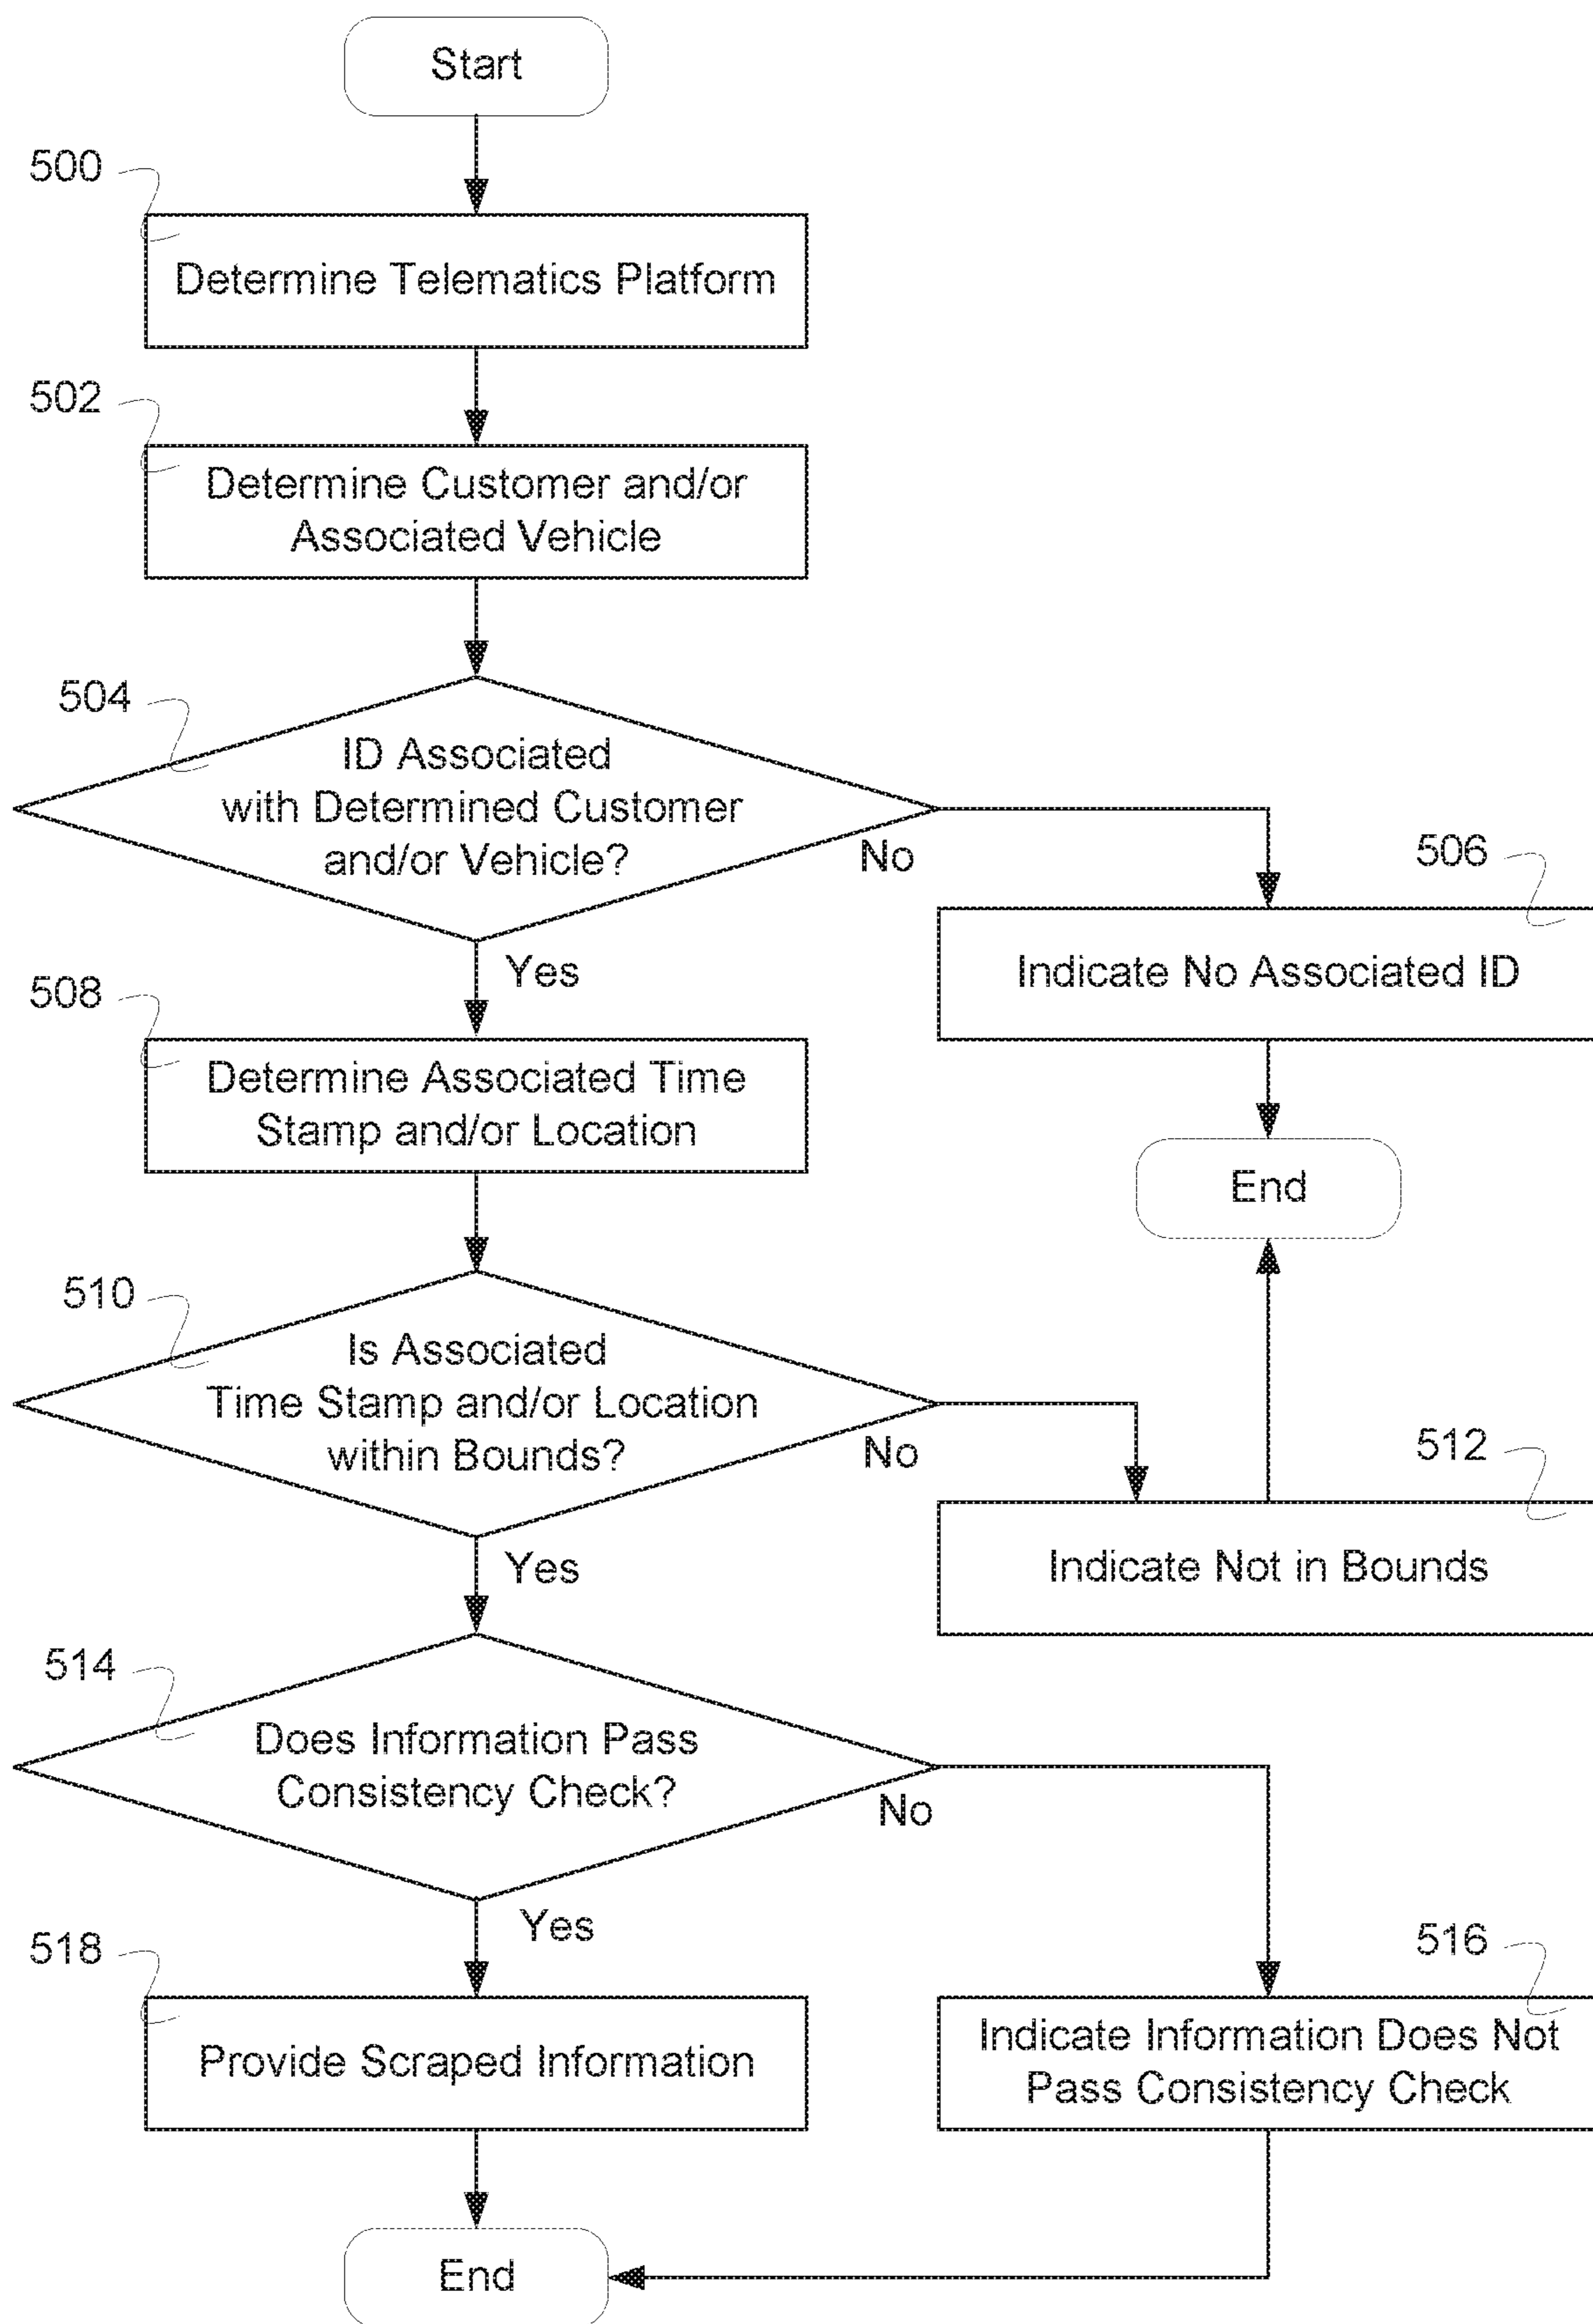 Start
500
Determine Telematics Platform
502
Determine Customer and/or
Associated Vehicle
504
ID Associated
with Determined Customer
and/or Vehicle?
No
506
Indicate No Associated ID
Yes
508
Determine Associated Time
Stamp and/or Location
End
510
Is Associated
Time Stamp and/or Location
within Bounds?
No
512
Indicate Not in Bounds
Yes
514
Does Information Pass
Consistency Check?
No
Yes
518
Provide Scraped Information
516
Indicate Information Does Not
Pass Consistency Check
End